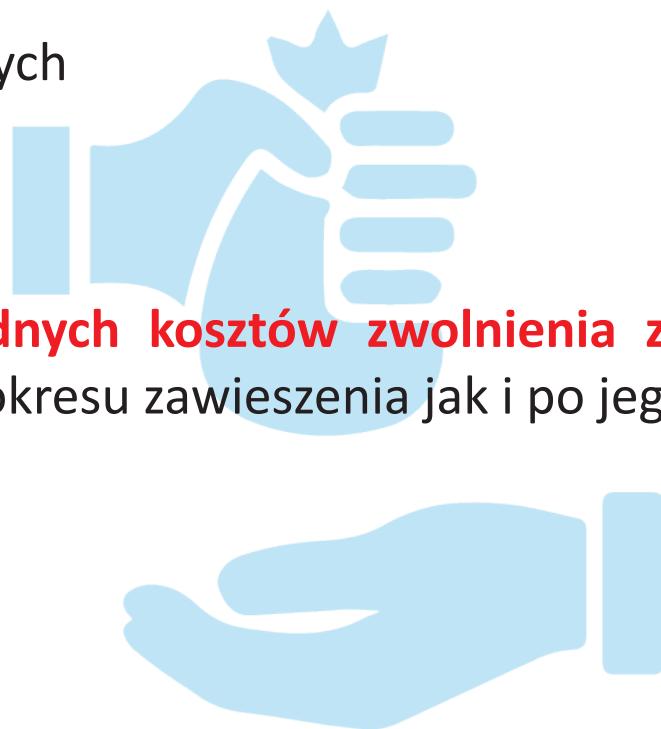 ych
dnych kosztów zwolnienia z
okresu zawieszenia jak i po jeg